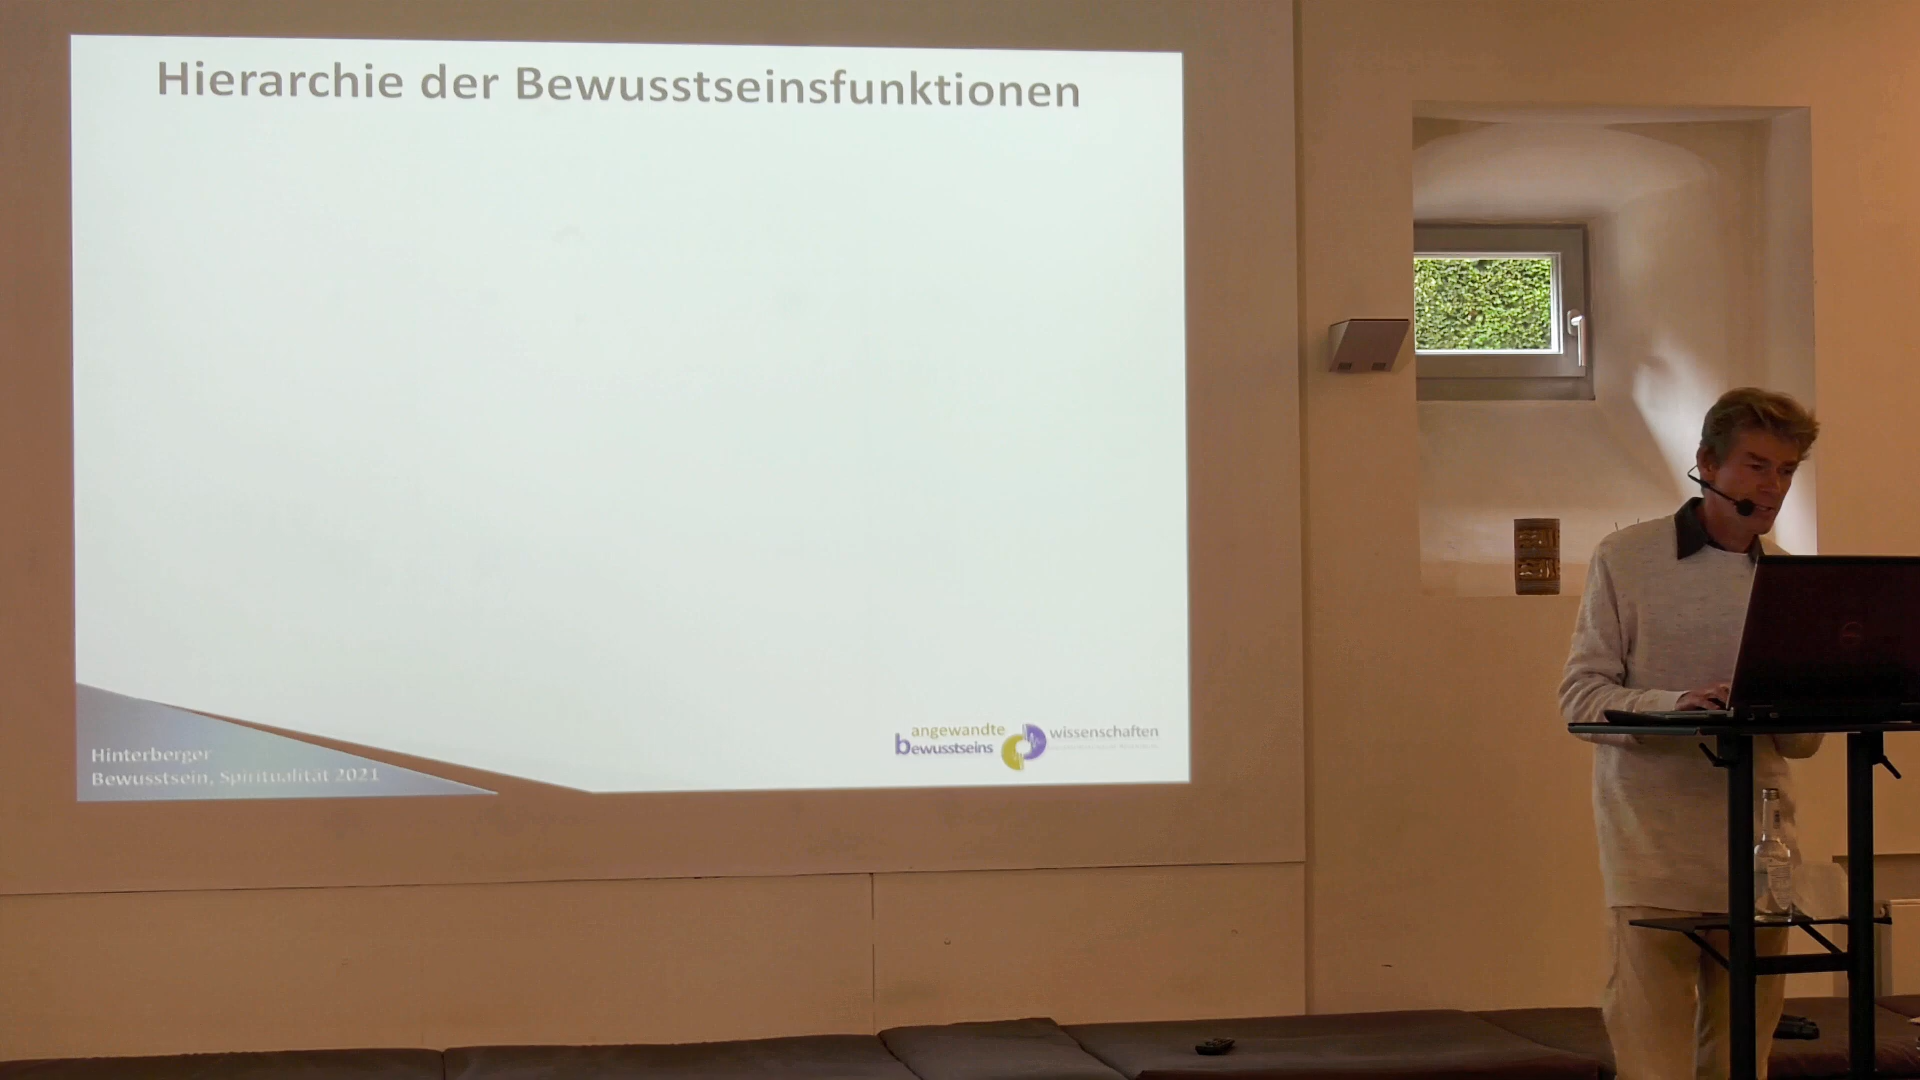 Hierarchie der Bewusstseinsfunktionen
Hinterberger
Bewusstsein, Spiritualität 2021
angewandte
bewusstseins
wissenschaften